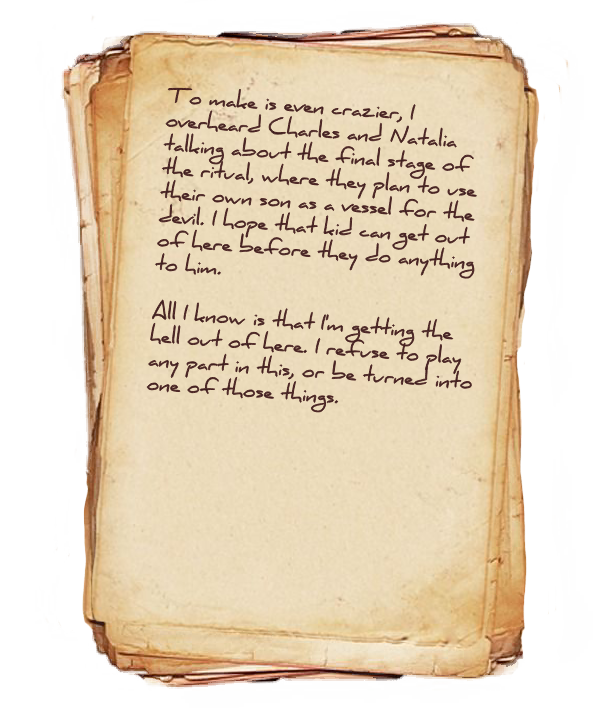 To make is even crazier, I
overheard Charles and Natalia
talking about the final stage of
the ritual, where they plan to use
their own son as a vessel for the
devil. I hope that kid can get out
of here before they do anything
to him.
All I know is that I'm getting the
hell out of here. I refuse to play
any part in this, or be turned into
one of those things.